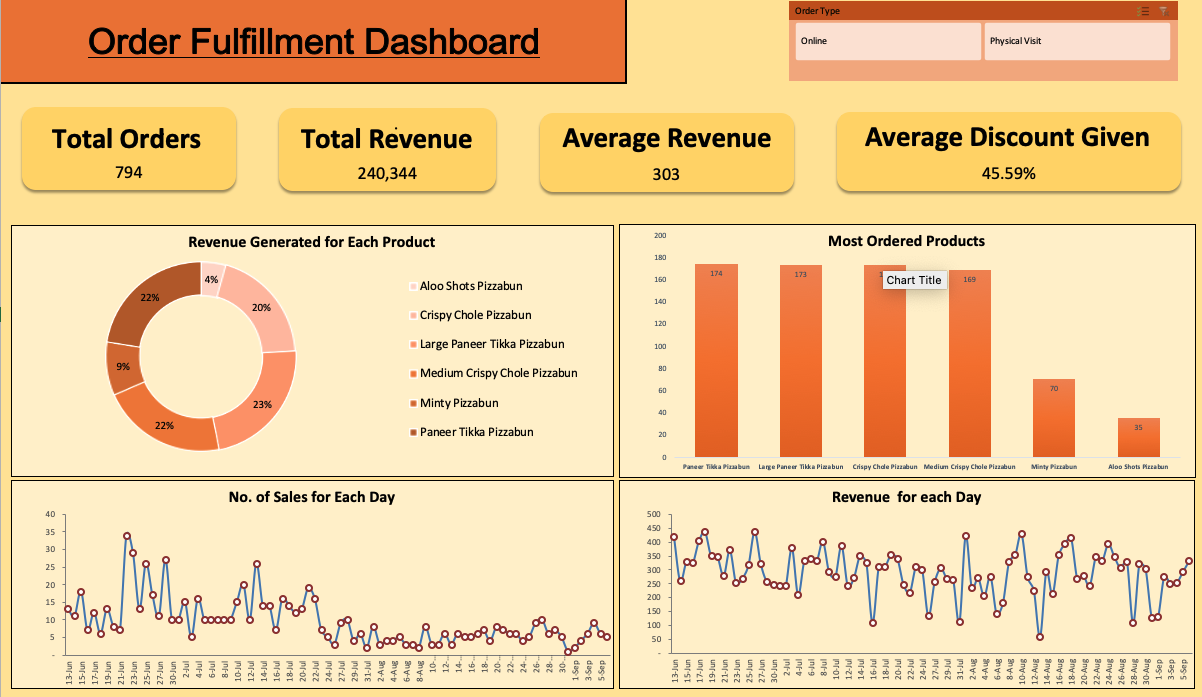 Order Fulfillment Dashboard
Order Type
Online
Physical Visit
Total Orders
794
Total Revenue
240,344
Average Revenue
303
Average Discount Given
45.59%
Revenue Generated for Each Product
4%
20%
23%
22%
9%
22%
Aloo Shots Pizzabun
Crispy Chole Pizzabun
Large Paneer Tikka Pizzabun
Medium Crispy Chole Pizzabun
Minty Pizzabun
Paneer Tikka Pizzabun
Most Ordered Products
200
180
160
140
120
100
80
60
40
20
0
174
173
Chart Title
169
70
35
Paneer Tikka Pizzabun
Large Paneer Tikka Pizzabun
Crispy Chole Pizzabun
Medium Crispy Chole Pizzabun
Minty Pizzabun
Aloo Shots Pizzabun
No. of Sales for Each Day
40
35
30
25
20
15
10
5
-
13-Jun
15-Jun
17-Jun
19-Jun
21-Jun
23-Jun
25-Jun
27-Jun
30-Jun
2-Jul
4-Jul
6-Jul
8-Jul
10-Jul
12-Jul
14-Jul
16-Jul
18-Jul
20-Jul
22-Jul
24-Jul
27-Jul
29-Jul
31-Jul
2-Aug
4-Aug
6-Aug
8-Aug
10...
12...
14...
16...
18...
20...
22...
24...
26...
28...
30...
1-Sep
3-Sep
5-Sep
Revenue for each Day
500
450
400
350
300
250
200
150
100
50
-
13-Jun
15-Jun
17-Jun
19-Jun
21-Jun
23-Jun
25-Jun
27-Jun
30-Jun
2-Jul
4-Jul
6-Jul
8-Jul
10-Jul
12-Jul
14-Jul
16-Jul
18-Jul
20-Jul
22-Jul
24-Jul
27-Jul
29-Jul
31-Jul
2-Aug
4-Aug
6-Aug
8-Aug
10-Aug
12-Aug
14-Aug
16-Aug
18-Aug
20-Aug
22-Aug
24-Aug
26-Aug
28-Aug
30-Aug
1-Sep
3-Sep
5-Sep